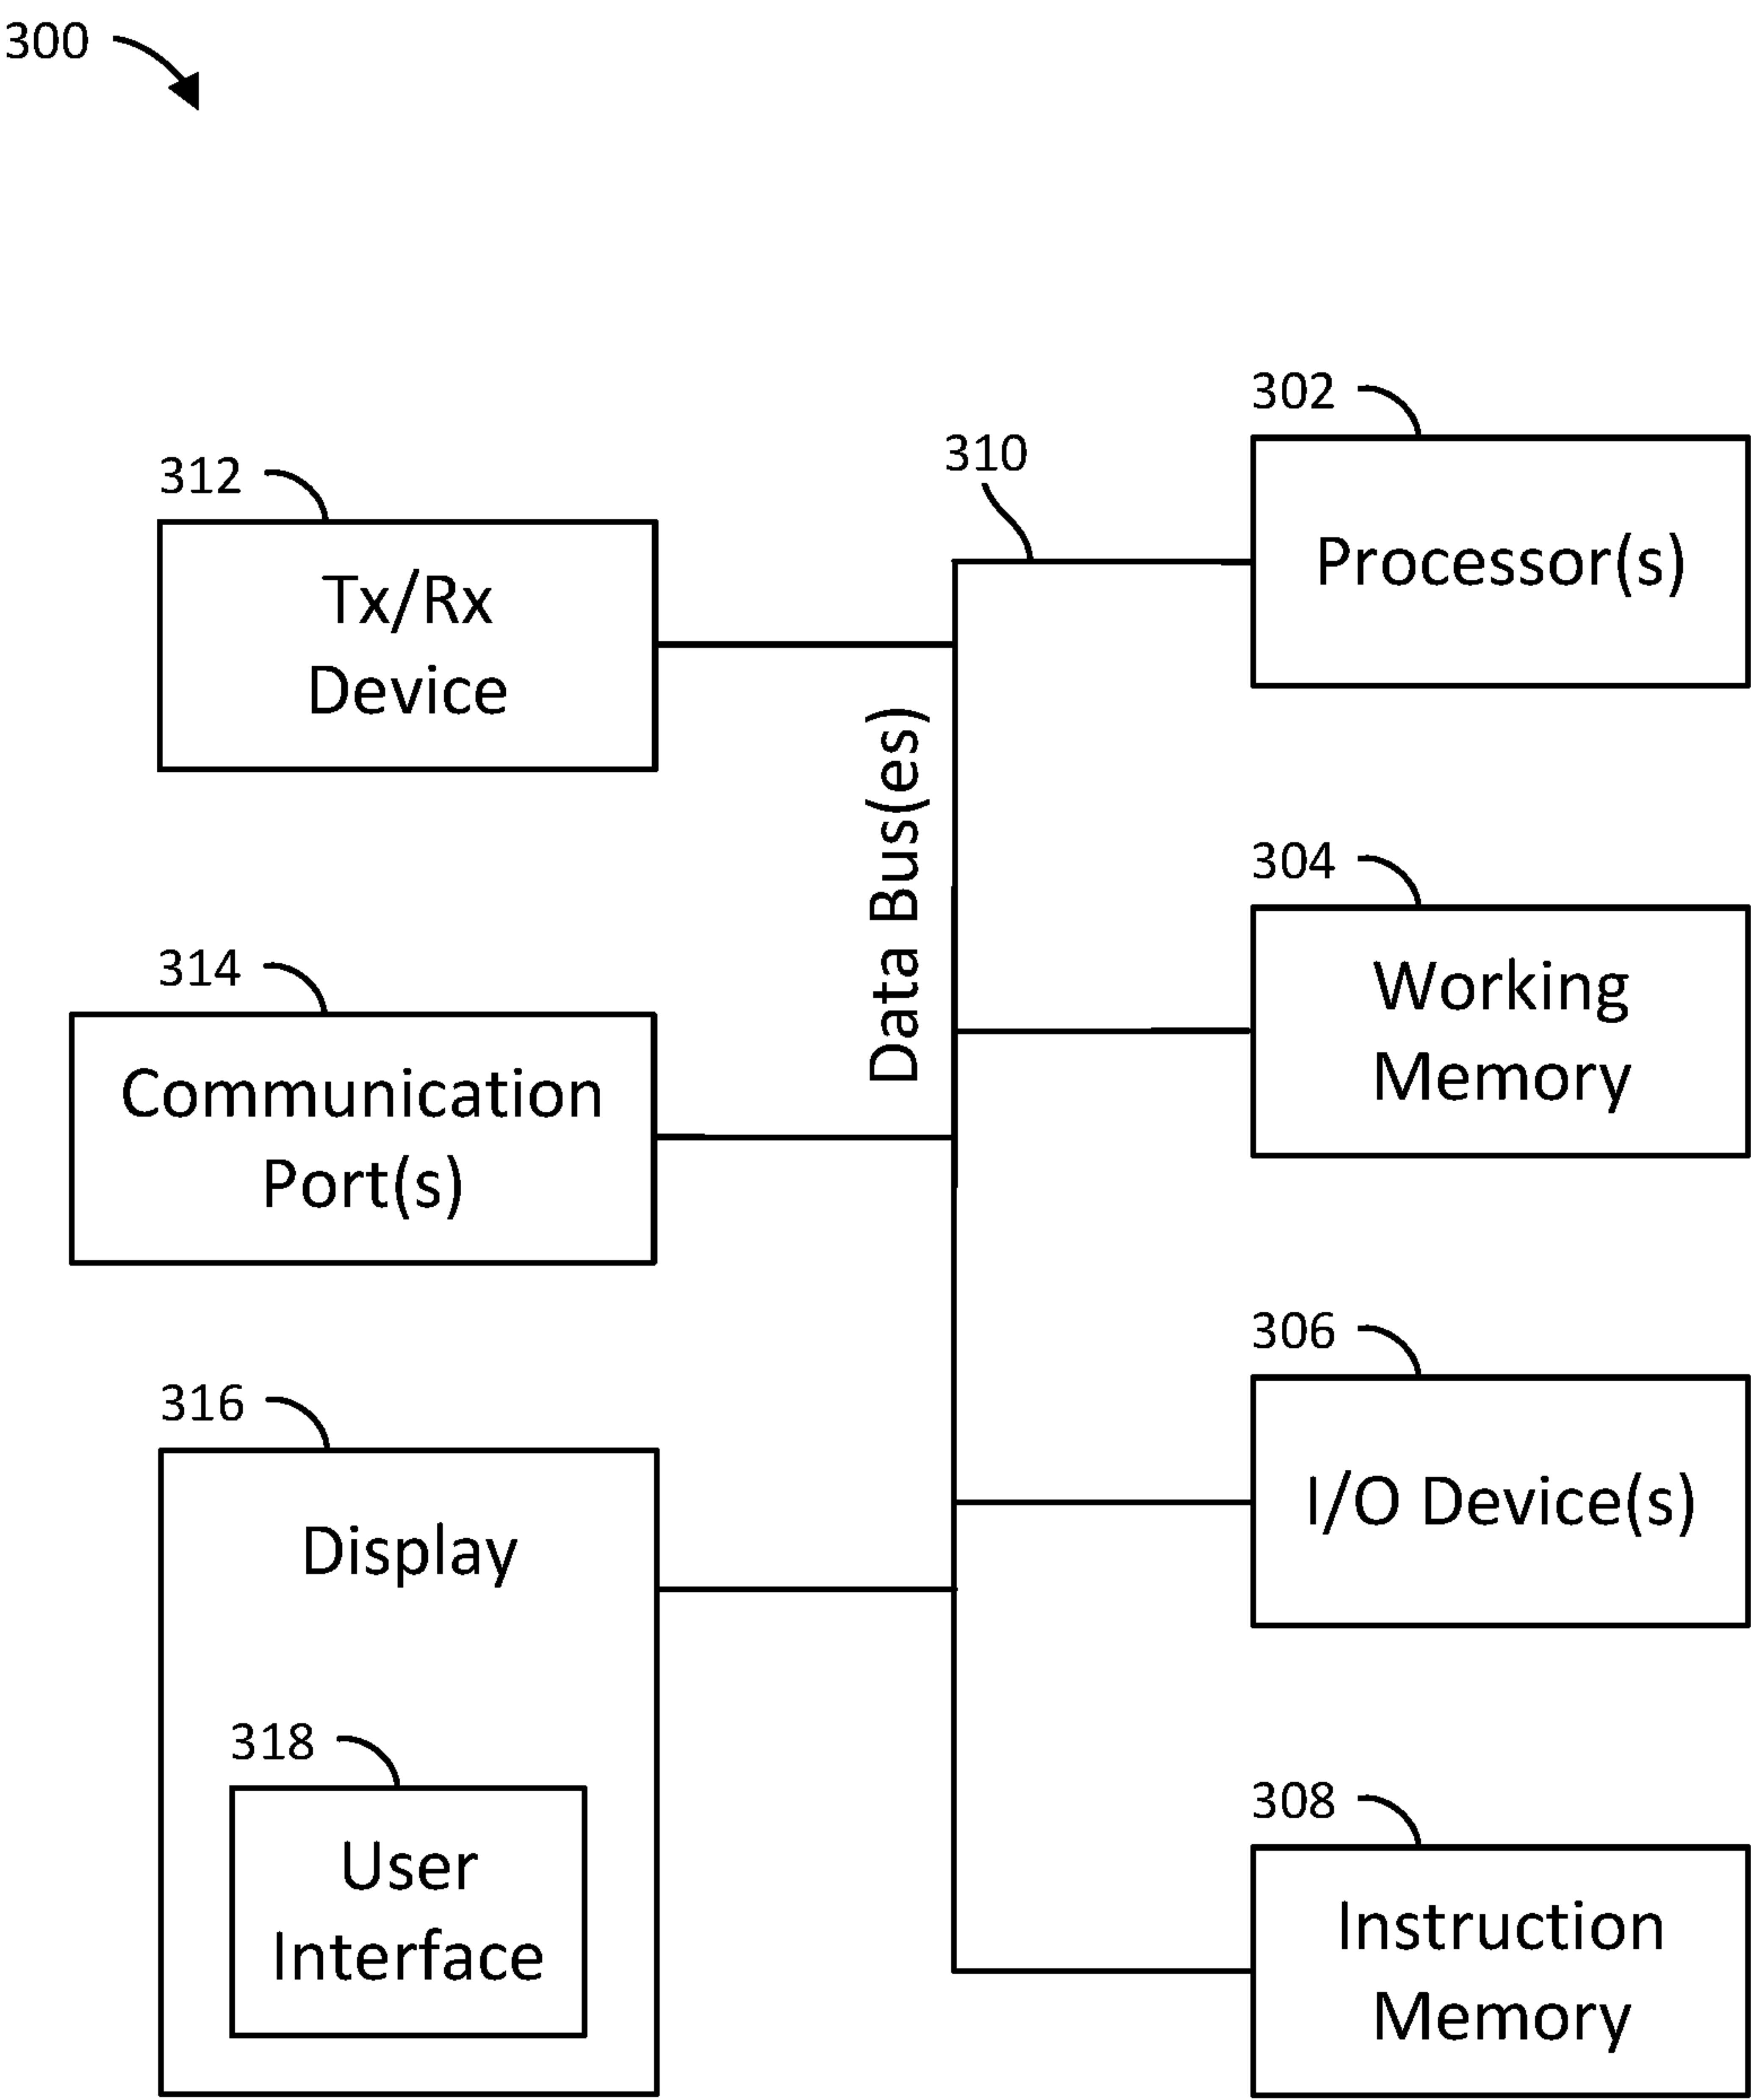 300
302
Processor(s)
310
312
Tx/Rx
Device
Data Bus(es)
304
Working
Memory
314
Communication
Port(s)
306
I/O Device(s)
316
Display
318
User
Interface
308
Instruction
Memory